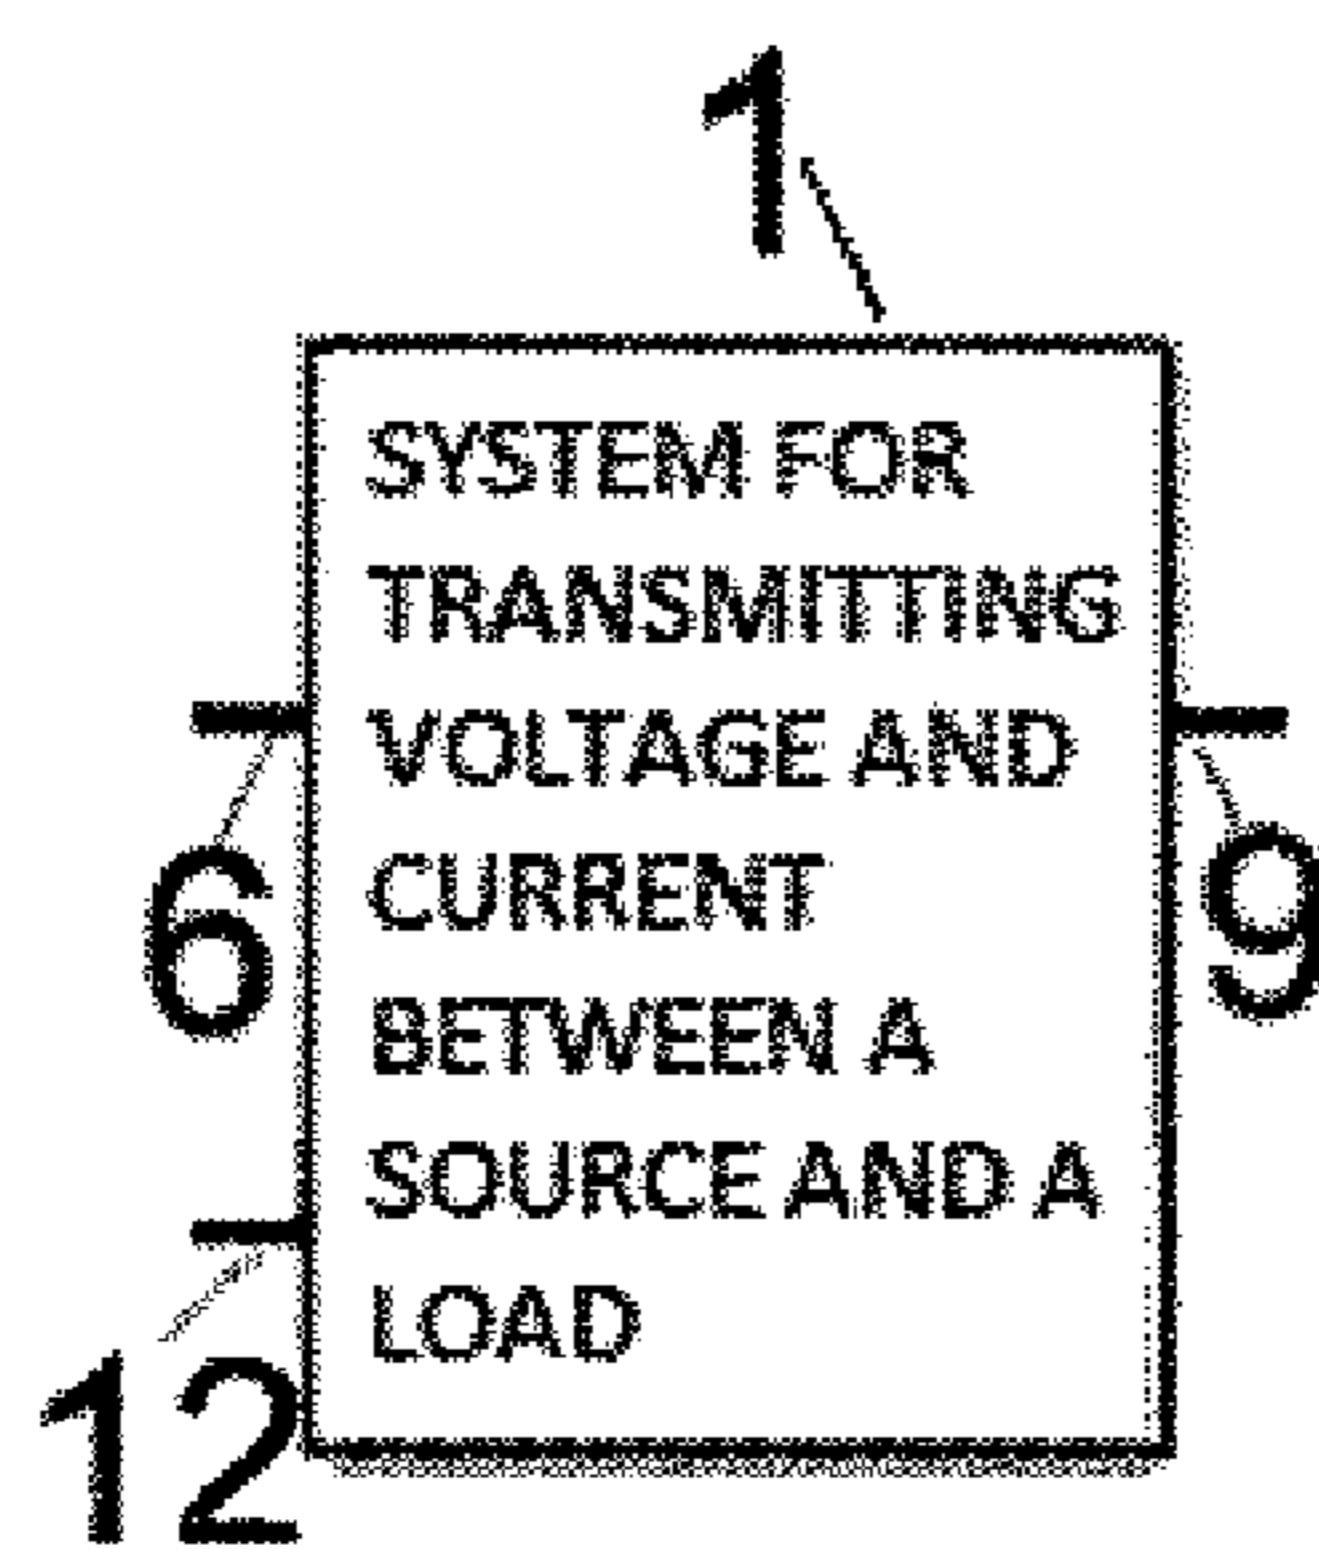 1
SYSTEM FOR
TRANSMITTING
VOLTAGE AND
CURRENT
BETWEEN A
SOURCE AND A
LOAD
6
9
12